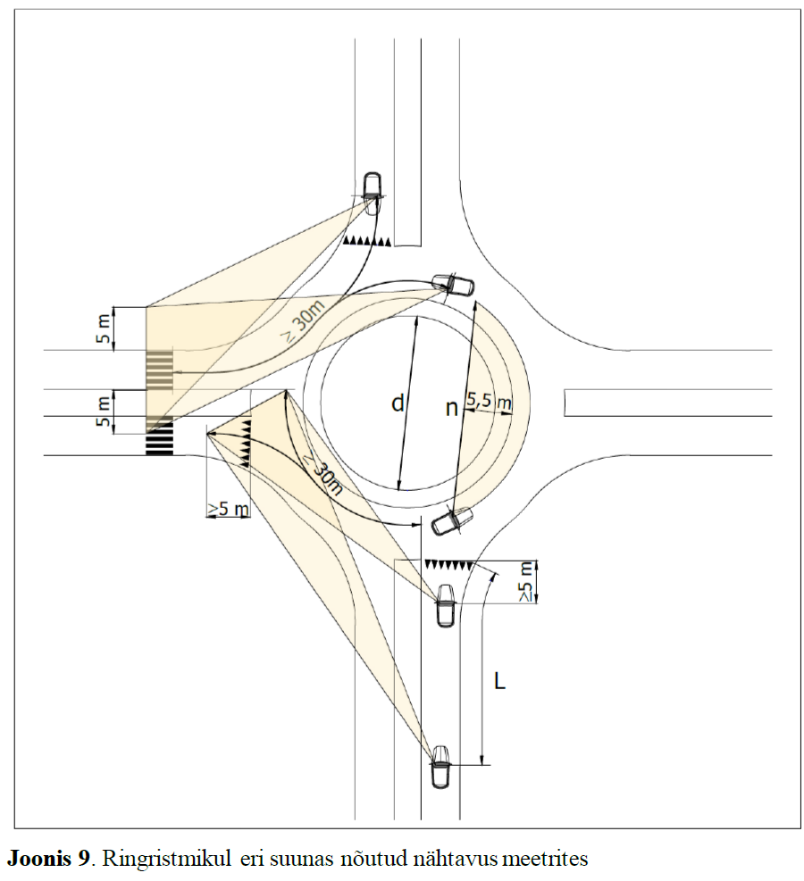 ≥ 30m
5 m
5 m
d
n
5,5 m
≥ 30m
≥5 m
≥5 m
L
Joonis 9. Ringristmikul eri suunas nõutud nähtavus meetrites